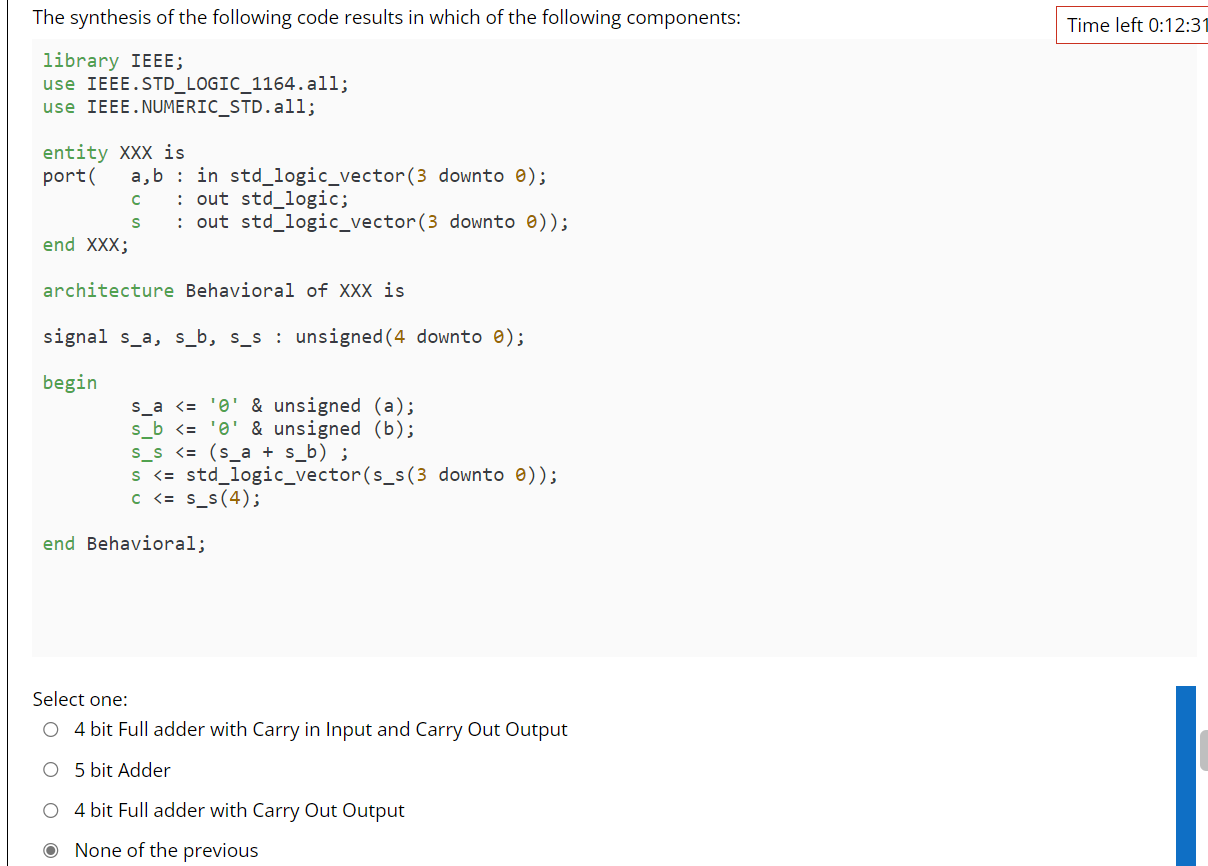 The synthesis of the following code results in which of the following components:
Time left 0:12:31
library IEEE;
use IEEE.STD_LOGIC_1164.all;
use IEEE.NUMERIC_STD.all;
entity XXX is
port(   a,b : in std_logic_vector(3 downto 0);
        c   : out std_logic;
        s   : out std_logic_vector(3 downto 0));
end XXX;
architecture Behavioral of XXX is
signal s_a, s_b, s_s : unsigned(4 downto 0);
begin
        s_a <= '0' & unsigned (a);
        s_b <= '0' & unsigned (b);
        s_s <= (s_a + s_b) ;
        s <= std_logic_vector(s_s(3 downto 0));
        c <= s_s(4);
end Behavioral;
Select one:
4 bit Full adder with Carry in Input and Carry Out Output
5 bit Adder
4 bit Full adder with Carry Out Output
None of the previous